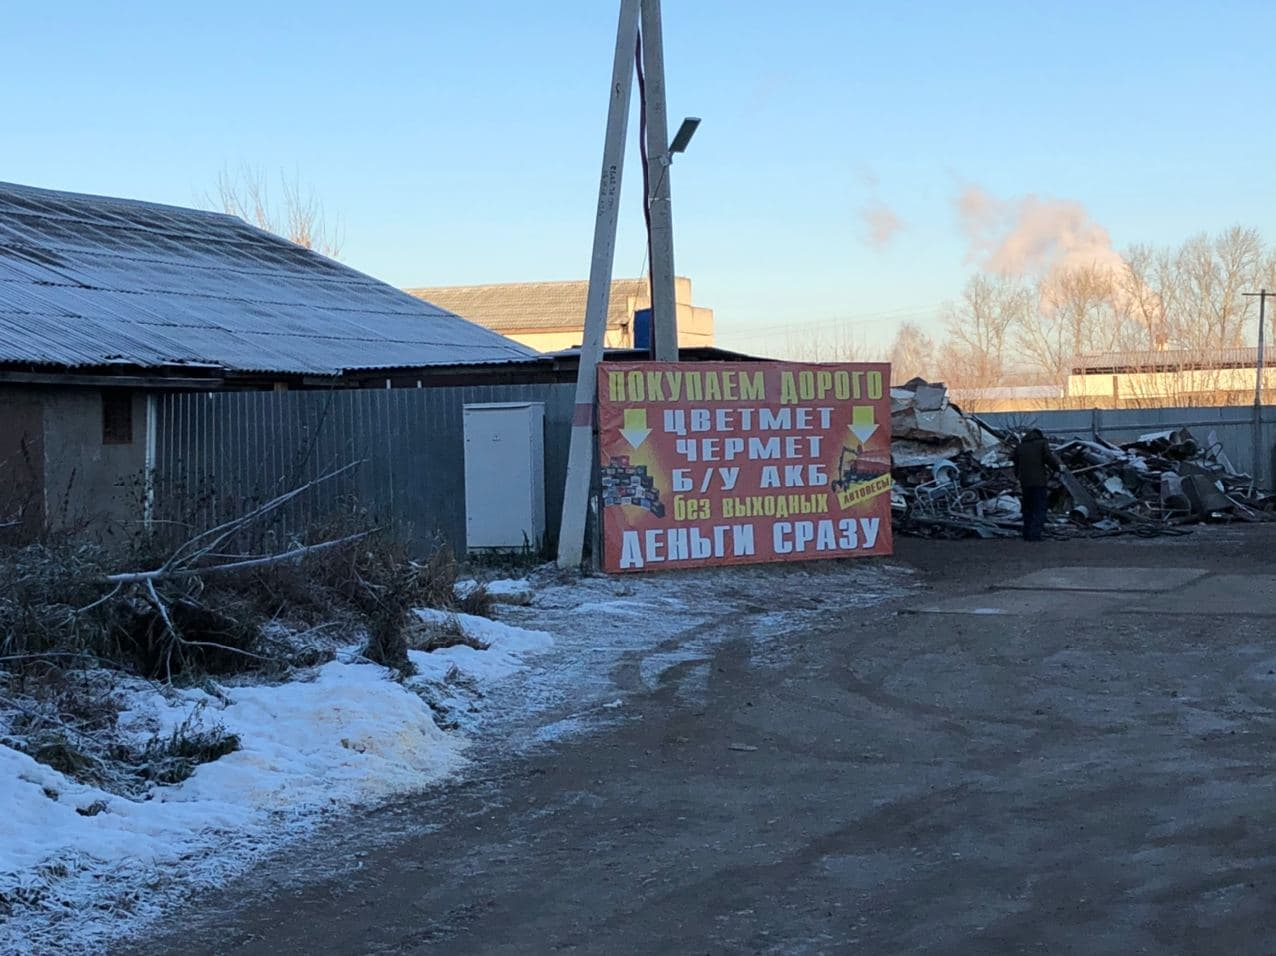 ПОКУПАЕМ ДОРОГО
ЦВЕТМЕТ
ЧЕРМЕТ
Б/У АКБ
без выходных
АВТОВЕСЫ
ДЕНЬГИ СРАЗУ